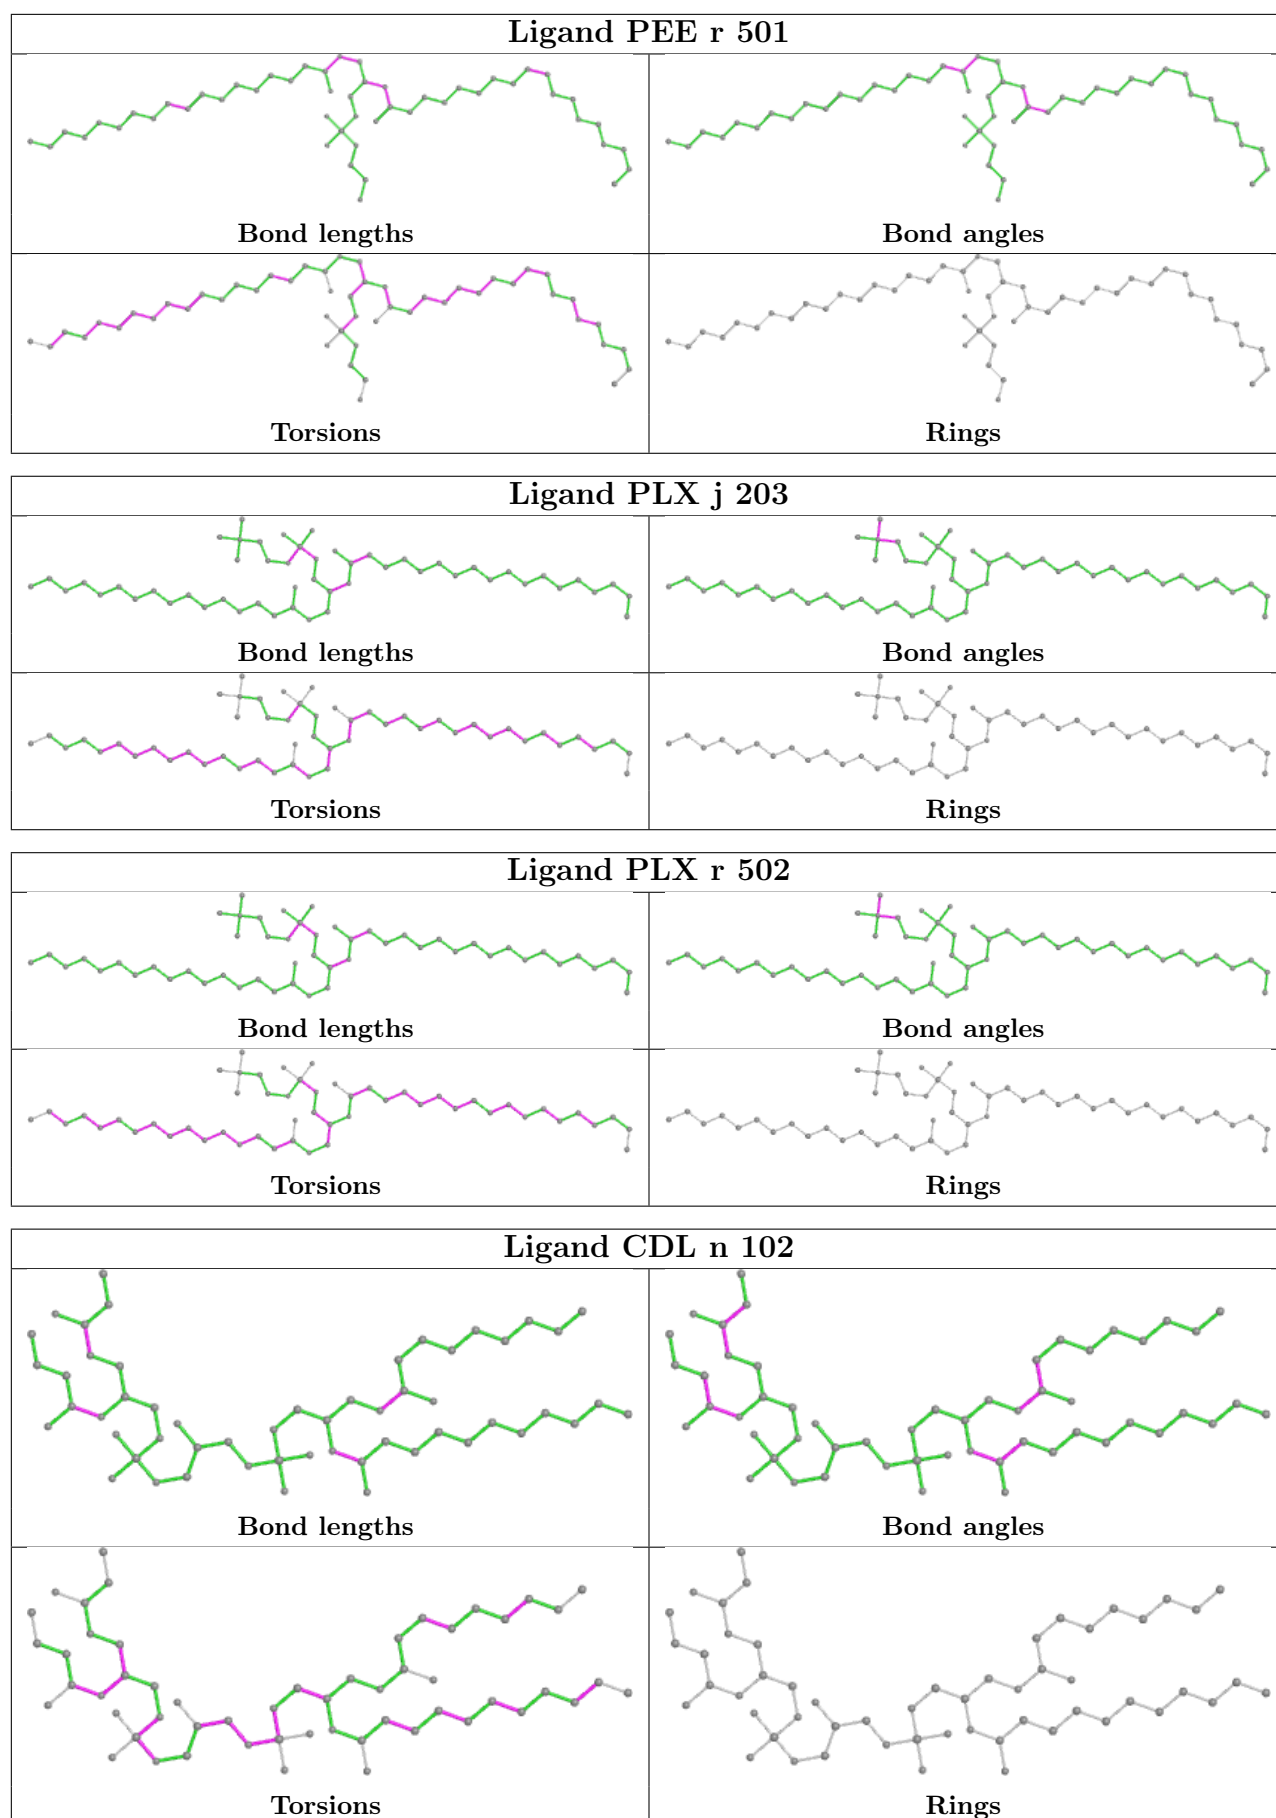 Ligand PEE r 501
Bond lengths
Bond angles
Torsions
Rings
Ligand PLX j 203
Bond lengths
Bond angles
Torsions
Rings
Ligand PLX r 502
Bond lengths
Bond angles
Torsions
Rings
Ligand CDL n 102
Bond lengths
Bond angles
Torsions
Rings